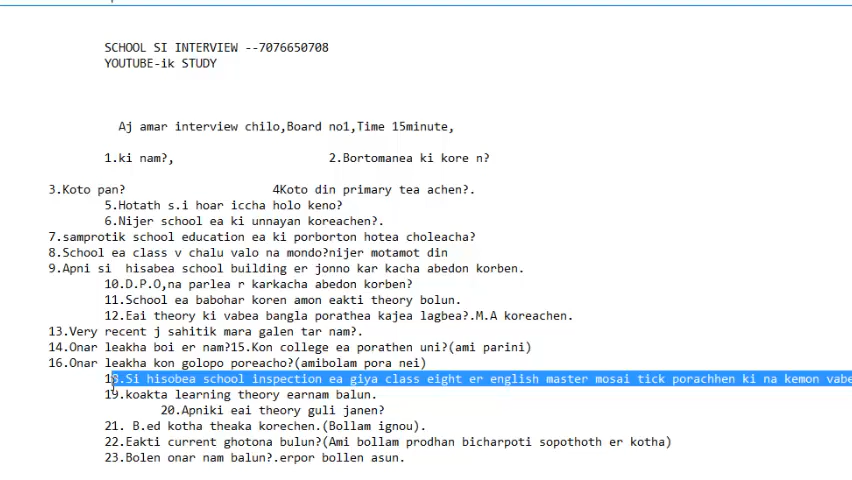 SCHOOL SI INTERVIEW --7076650708
YOUTUBE-ik STUDY
Aj amar interview chilo,Board no1,Time 15minute,
1.ki nam?, 2.Bortomanea ki kore n?
3.Koto pan? 4Koto din primary tea achen?.
5.Hotath s.i hoar iccha holo keno?
6.Nijer school ea ki unnayan koreachen?.
7.samprotik school education ea ki porborton hotea choleacha?
8.School ea class v chalu valo na mondo?nijer motamot din
9.Apni si hisabea school building er jonno kar kacha abedon korben.
10.D.P.O,na parlea r karkacha abedon korben?
11.School ea babohar koren amon eakti theory bolun.
12.Eai theory ki vabea bangla porathea kajea lagbea?.M.A koreachen.
13.Very recent j sahitik mara galen tar nam?.
14.Onar leakha boi er nam?15.Kon college ea porathen uni?(ami parini)
16.Onar leakha kon golopo poreacho?(amibolam pora nei)
18.Si hisobea school inspection ea giya class eight er english master mosai tick porachhen ki na kemon vabe
19.koakta learning theory earnam balun.
20.Apniki eai theory guli janen?
21. B.ed kotha theaka korechen.(Bollam ignou).
22.Eakti current ghotona bulun?(Ami bollam prodhan bicharpoti sopothoth er kotha)
23.Bolen onar nam balun?.erpor bollen asun.